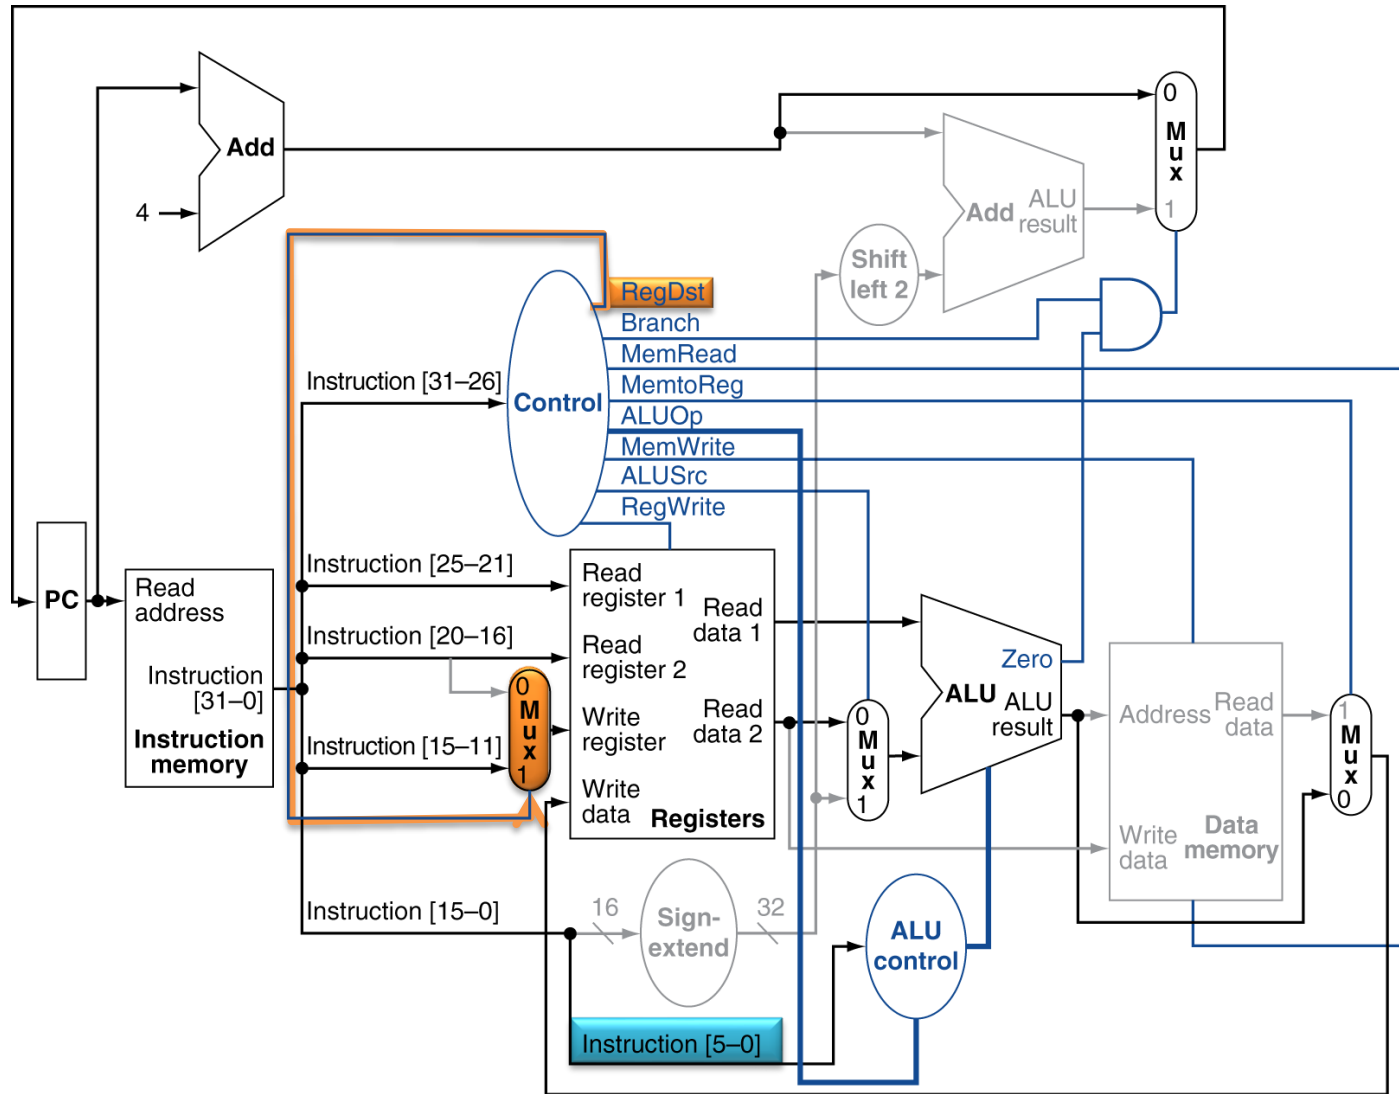 0
M
u
x
1
Add
4
Add
ALU
result
Shift
left 2
RegDst
Branch
MemRead
MemtoReg
ALUOp
MemWrite
ALUSrc
RegWrite
Control
Instruction [31–26]
Instruction [25–21]
Instruction [20–16]
Instruction [15–11]
Instruction [15–0]
PC
Read
address
Instruction
[31–0]
Instruction
memory
0
M
u
x
1
Read
register 1
Read
register 2
Write
register
Write
data
Read
data 1
Read
data 2
Registers
0
M
u
x
1
Zero
ALU
ALU
result
Address
Read
data
Write
data
Data
memory
1
M
u
x
0
16
Sign-
extend
32
ALU
control
Instruction [5–0]